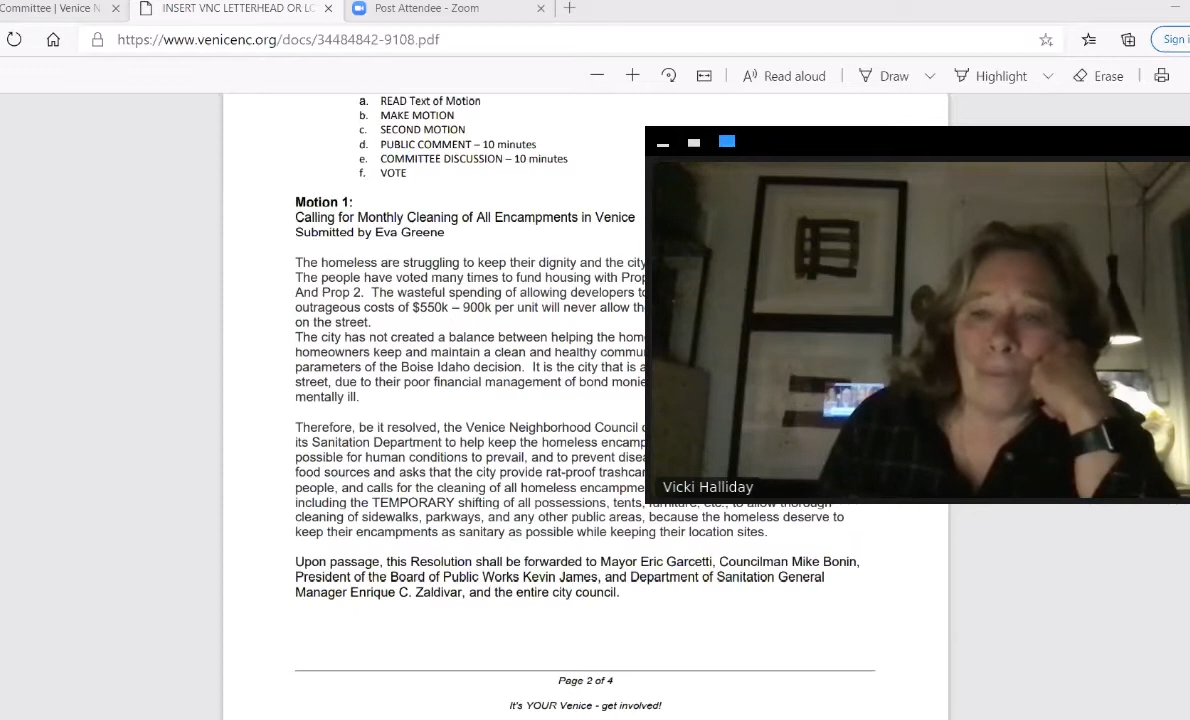 Committee | Venice N
INSERT VNC LETTERHEAD OR LO
Post Attendee - Zoom
https://www.venicenc.org/docs/34484842-9108.pdf
Sign i
Read aloud
Draw
Highlight
Erase
a. READ Text of Motion
b. MAKE MOTION
c. SECOND MOTION
d. PUBLIC COMMENT – 10 minutes
e. COMMITTEE DISCUSSION – 10 minutes
f. VOTE
Motion 1:
Calling for Monthly Cleaning of All Encampments in Venice
Submitted by Eva Greene
The homeless are struggling to keep their dignity and the city
The people have voted many times to fund housing with Prop
And Prop 2. The wasteful spending of allowing developers to
outrageous costs of $550k – 900k per unit will never allow th
on the street.
The city has not created a balance between helping the hom
homeowners keep and maintain a clean and healthy commu
parameters of the Boise Idaho decision. It is the city that is a
street, due to their poor financial management of bond monie
mentally ill.
Therefore, be it resolved, the Venice Neighborhood Council
its Sanitation Department to help keep the homeless encamp
possible for human conditions to prevail, and to prevent disea
food sources and asks that the city provide rat-proof trashcan
people, and calls for the cleaning of all homeless encampme
including the TEMPORARY shifting of all possessions, tents, furniture, etc., to allow thorough
cleaning of sidewalks, parkways, and any other public areas, because the homeless deserve to
keep their encampments as sanitary as possible while keeping their location sites.
Upon passage, this Resolution shall be forwarded to Mayor Eric Garcetti, Councilman Mike Bonin,
President of the Board of Public Works Kevin James, and Department of Sanitation General
Manager Enrique C. Zaldivar, and the entire city council.
Page 2 of 4
It's YOUR Venice - get involved!
Vicki Halliday